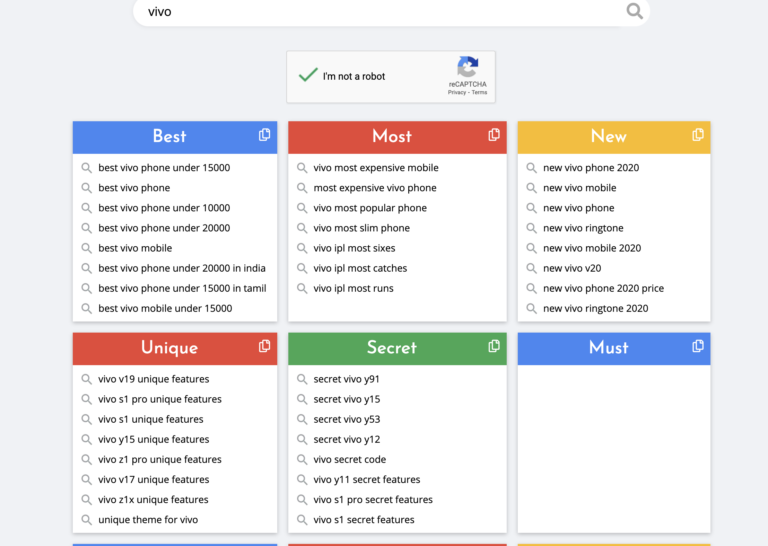 vivo
I'm not a robot
reCAPTCHA
Privacy - Terms
Best
best vivo phone under 15000
best vivo phone
best vivo phone under 10000
best vivo phone under 20000
best vivo mobile
best vivo phone under 20000 in india
best vivo phone under 15000 in tamil
best vivo mobile under 15000
Most
vivo most expensive mobile
most expensive vivo phone
vivo most popular phone
vivo most slim phone
vivo ipl most sixes
vivo ipl most catches
vivo ipl most runs
New
new vivo phone 2020
new vivo mobile
new vivo phone
new vivo ringtone
new vivo mobile 2020
new vivo v20
new vivo phone 2020 price
new vivo ringtone 2020
Unique
vivo v19 unique features
vivo s1 pro unique features
vivo s1 unique features
vivo y15 unique features
vivo z1 pro unique features
vivo v17 unique features
vivo z1x unique features
unique theme for vivo
Secret
secret vivo y91
secret vivo y15
secret vivo y53
secret vivo y12
vivo secret code
vivo y11 secret features
vivo s1 pro secret features
vivo s1 secret features
Must